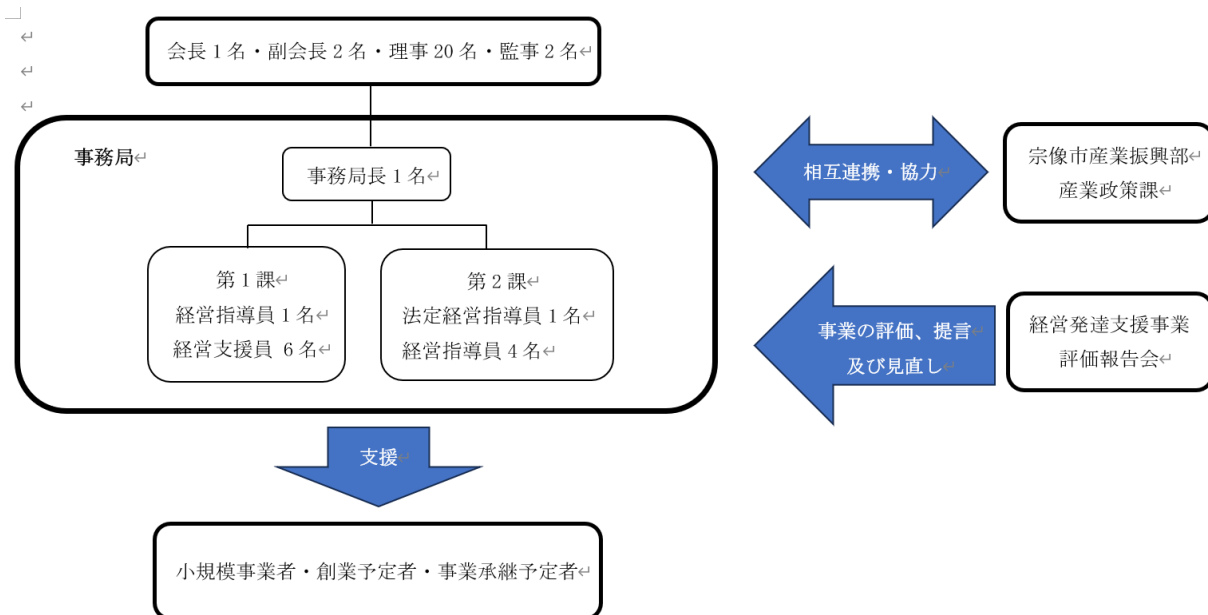 会長1名・副会長2名・理事20名・監事2名
事務局
事務局長1名
第1課
経営指導員1名
経営支援員 6名
第2課
法定経営指導員1名
経営指導員4名
相互連携・協力
宗像市産業振興部
産業政策課
事業の評価、提言
及び見直し
経営発達支援事業
評価報告会
支援
小規模事業者・創業予定者・事業承継予定者